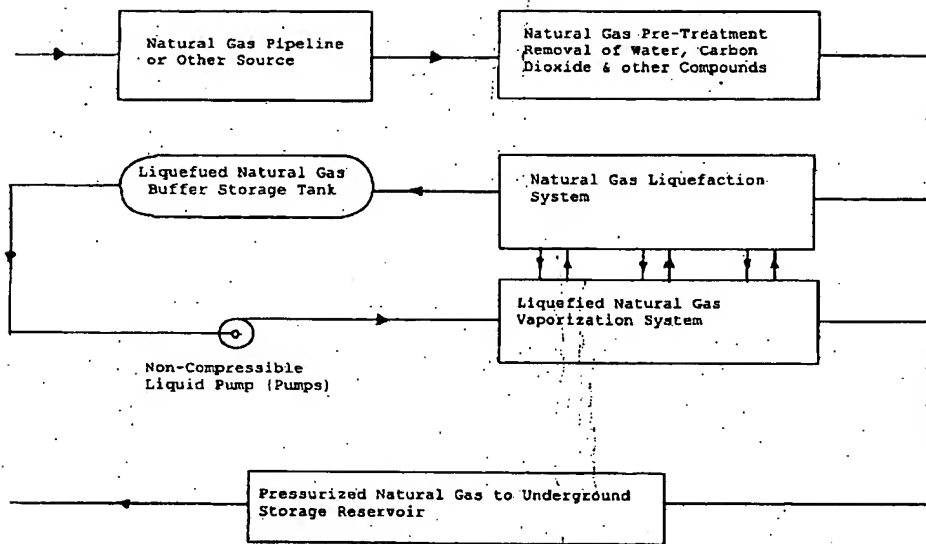 Natural Gas Pipeline
or Other Source
Natural Gas Pre-Treatment
Removal of Water, Carbon
Dioxide & other Compounds
Liquefued Natural Gas
Buffer Storage Tank
Natural Gas Liquefaction
System
Liquefied Natural Gas
Vaporization System
Non-Compressible
Liquid Pump (Pumps)
Pressurized Natural Gas to Underground
Storage Reservoir